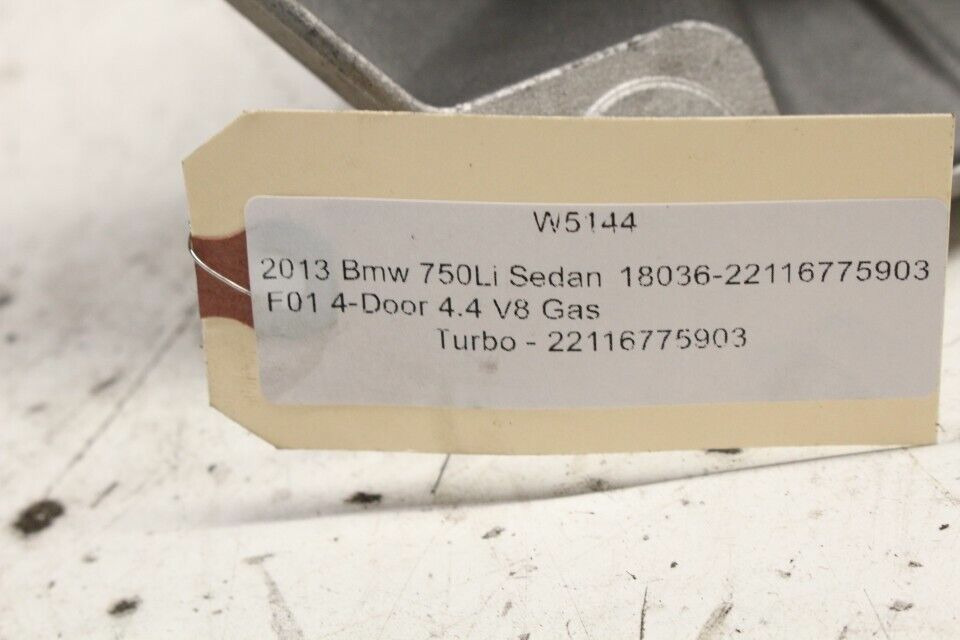 W5144
2013 Bmw 750Li Sedan 18036-22116775903
F01 4-Door 4.4 V8 Gas
Turbo - 22116775903